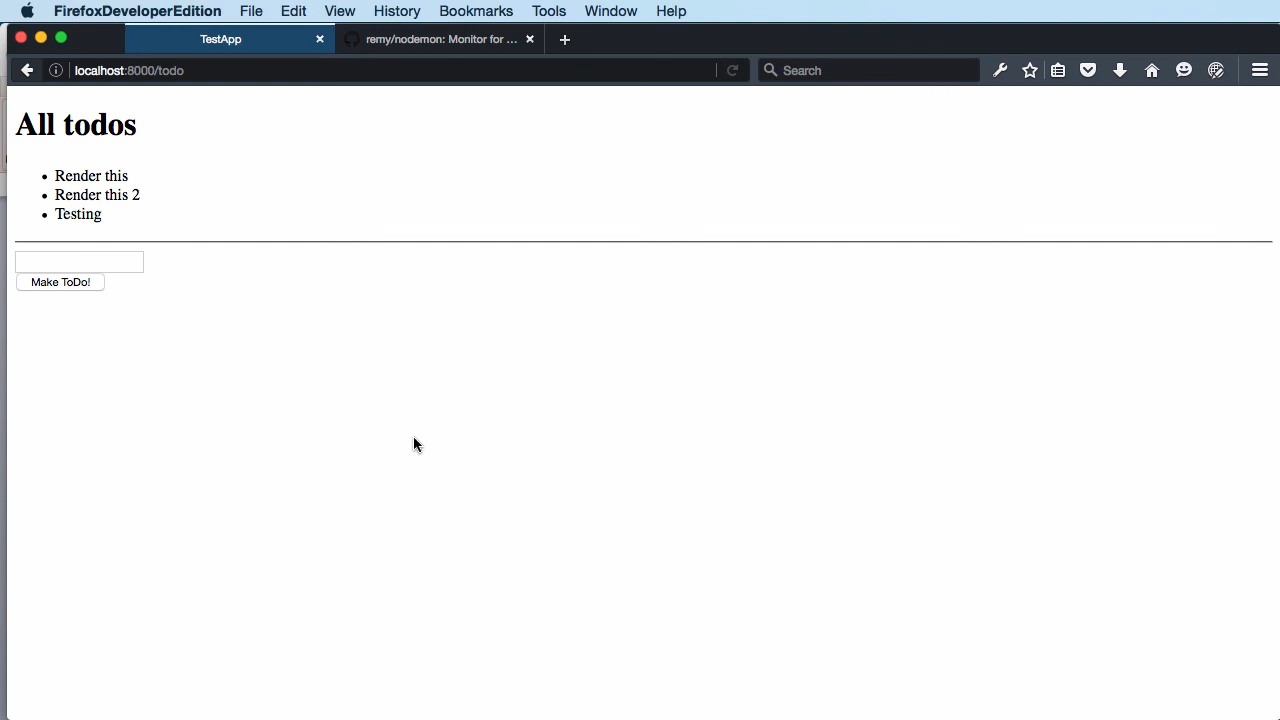 FirefoxDeveloperEdition File Edit View History Bookmarks Tools Window Help
TestApp remy/nodemon: Monitor for ...
localhost:8000/todo Search
All todos
Render this
Render this 2
Testing
Make ToDo!